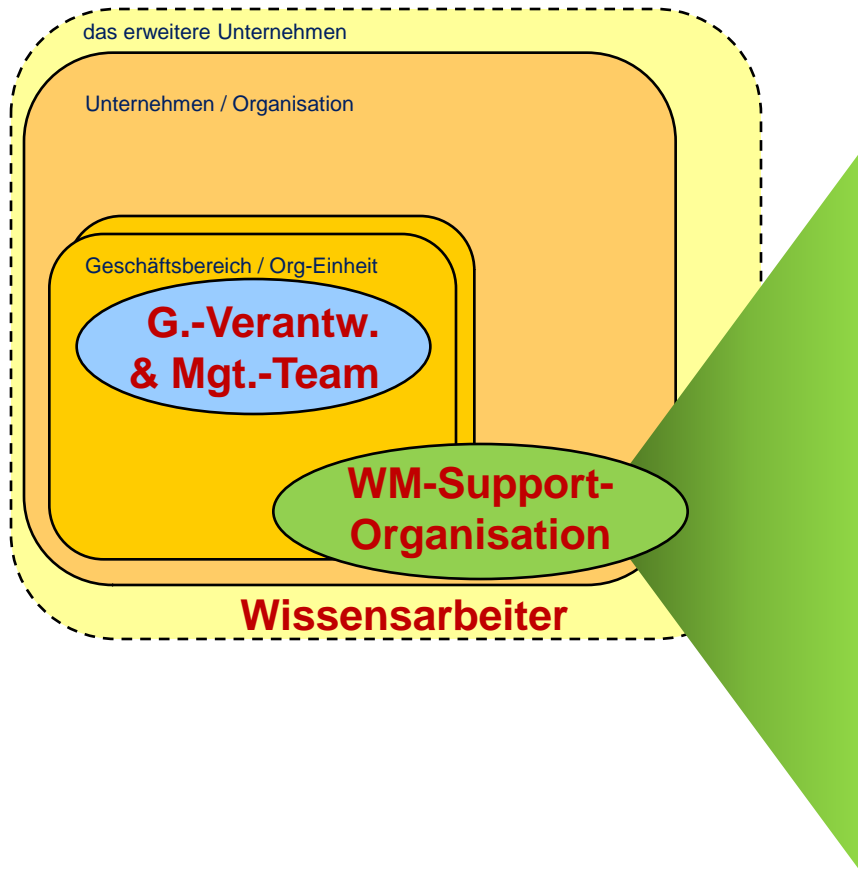 das erweitere Unternehmen
Unternehmen / Organisation
Geschäftsbereich / Org-Einheit
G.-Verantw.
& Mgt.-Team
WM-Support-
Organisation
Wissensarbeiter